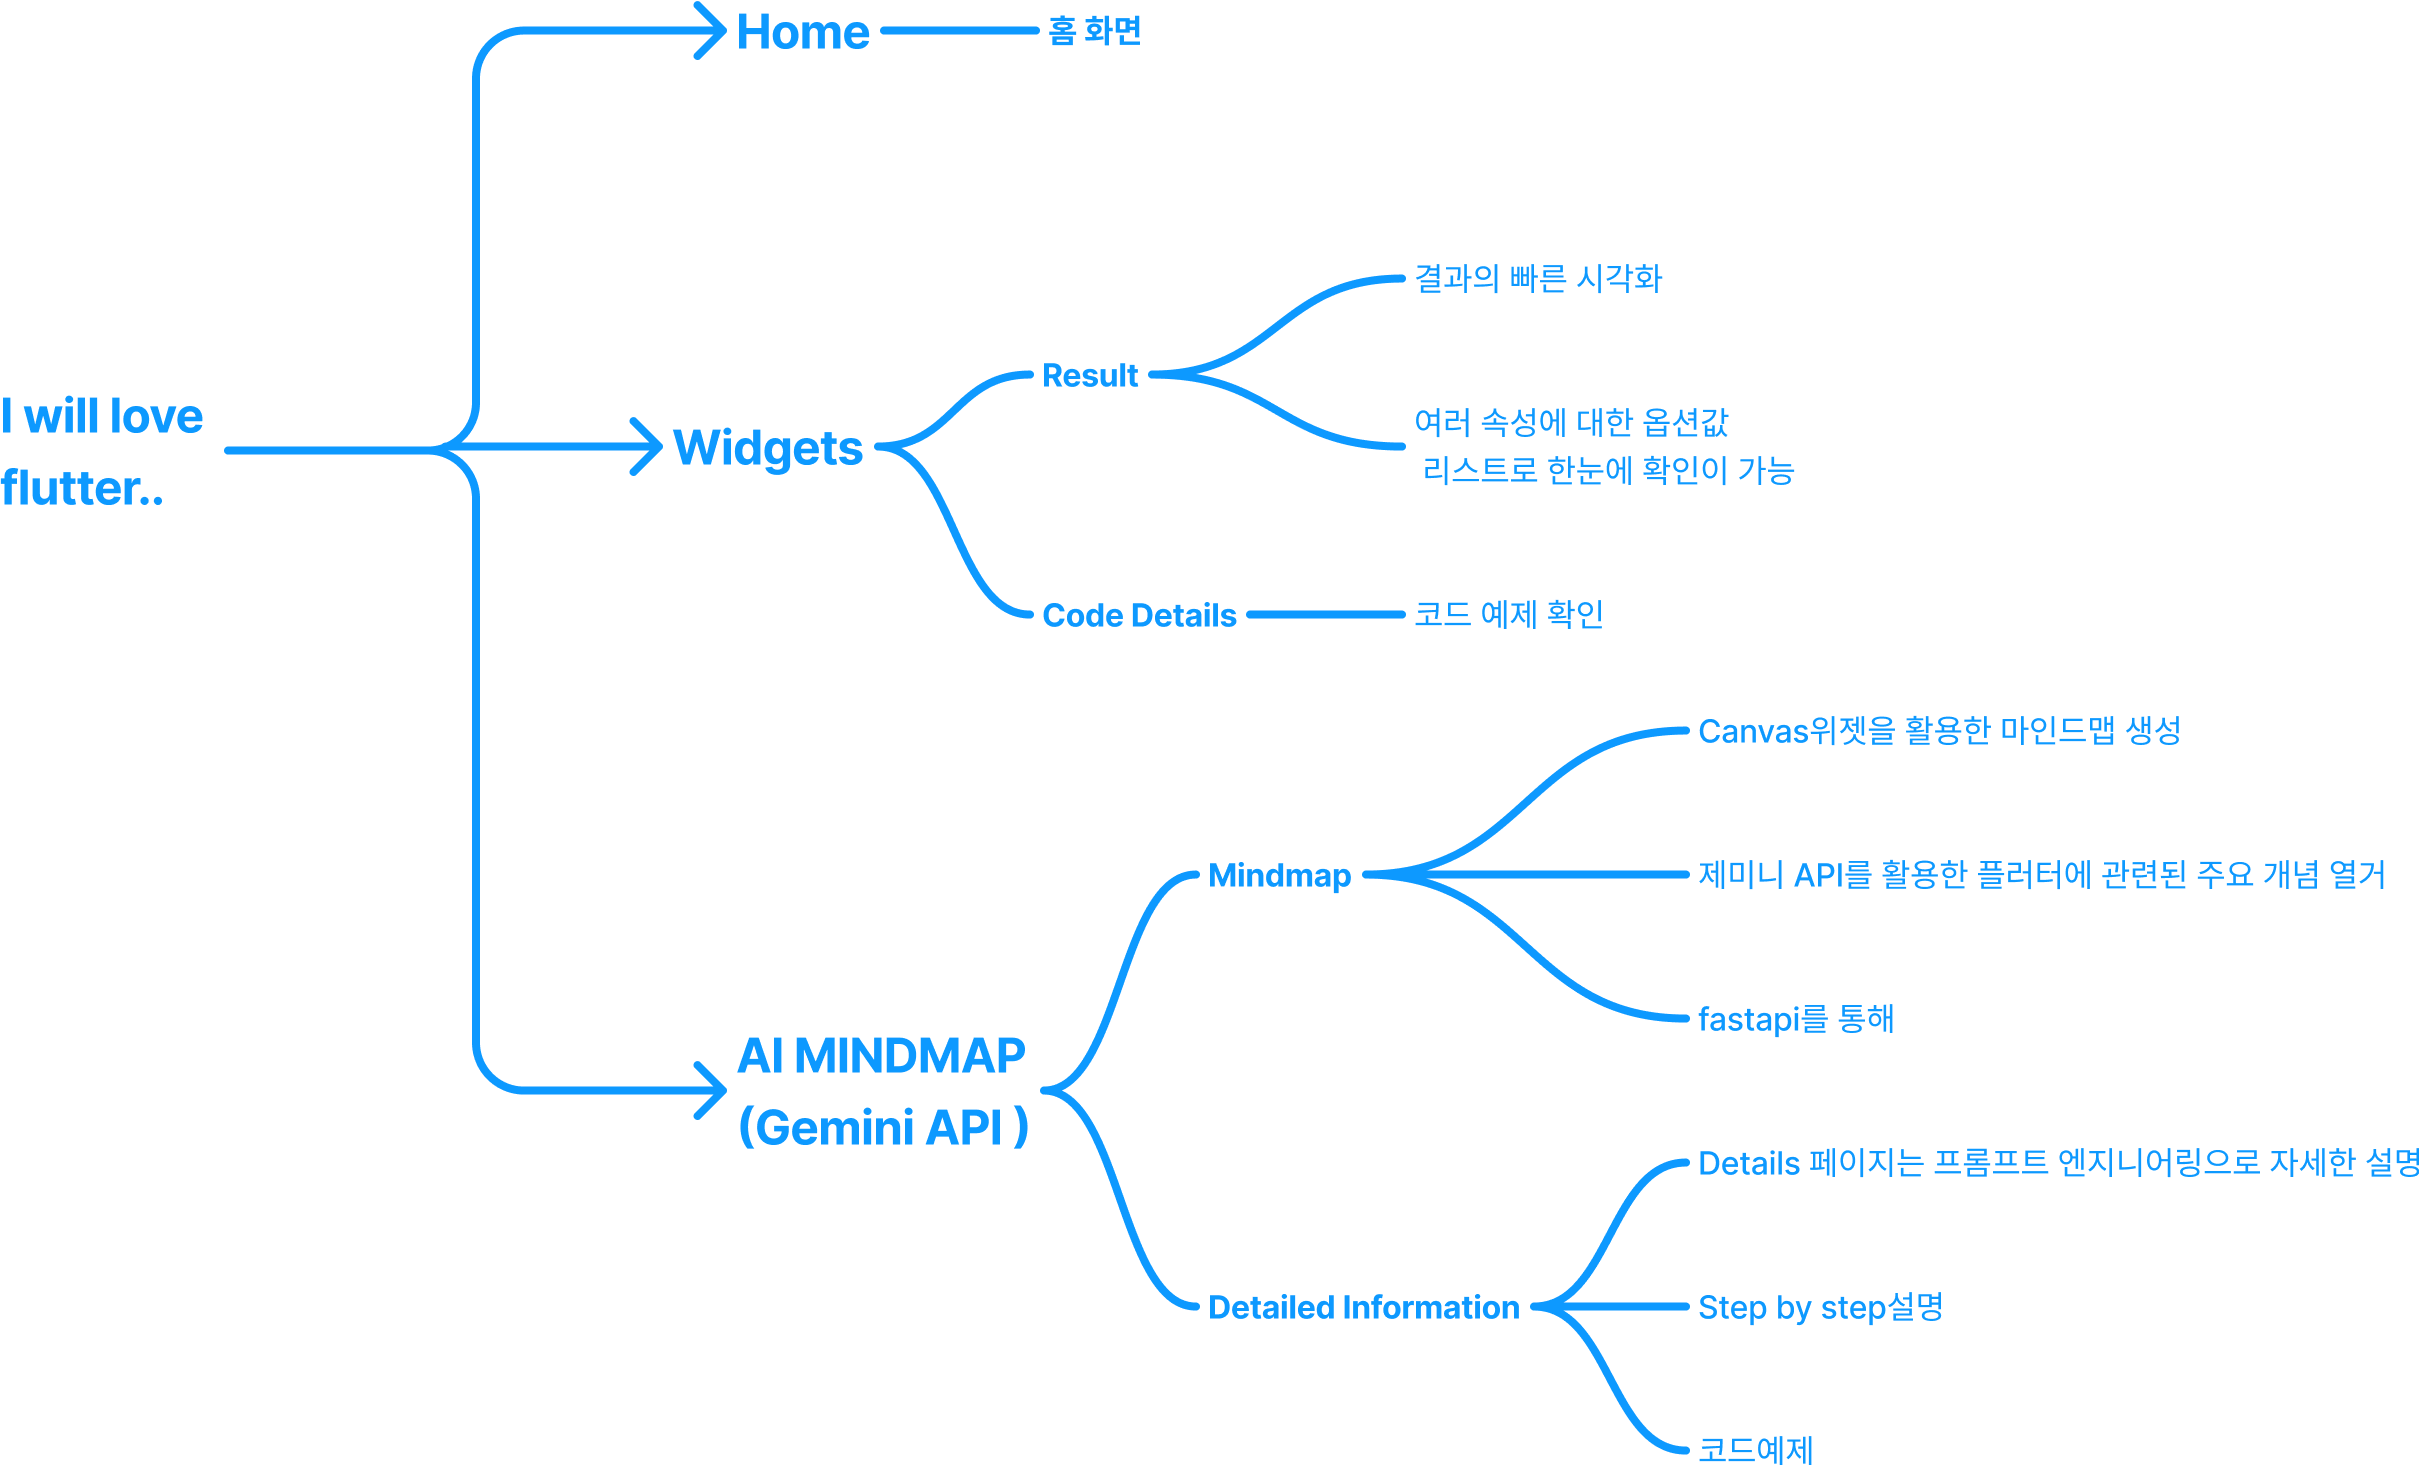 I will love
flutter..
Home
홈 화면
Widgets
Result
결과의 빠른 시각화
여러 속성에 대한 옵션값
리스트로 한눈에 확인이 가능
Code Details
코드 예제 확인
AI MINDMAP
(Gemini API )
Mindmap
Canvas위젯을 활용한 마인드맵 생성
제미니 API를 활용한 플러터에 관련된 주요 개념 열거
fastapi를 통해
Detailed Information
Details 페이지는 프롬프트 엔지니어링으로 자세한 설명
Step by step설명
코드예제